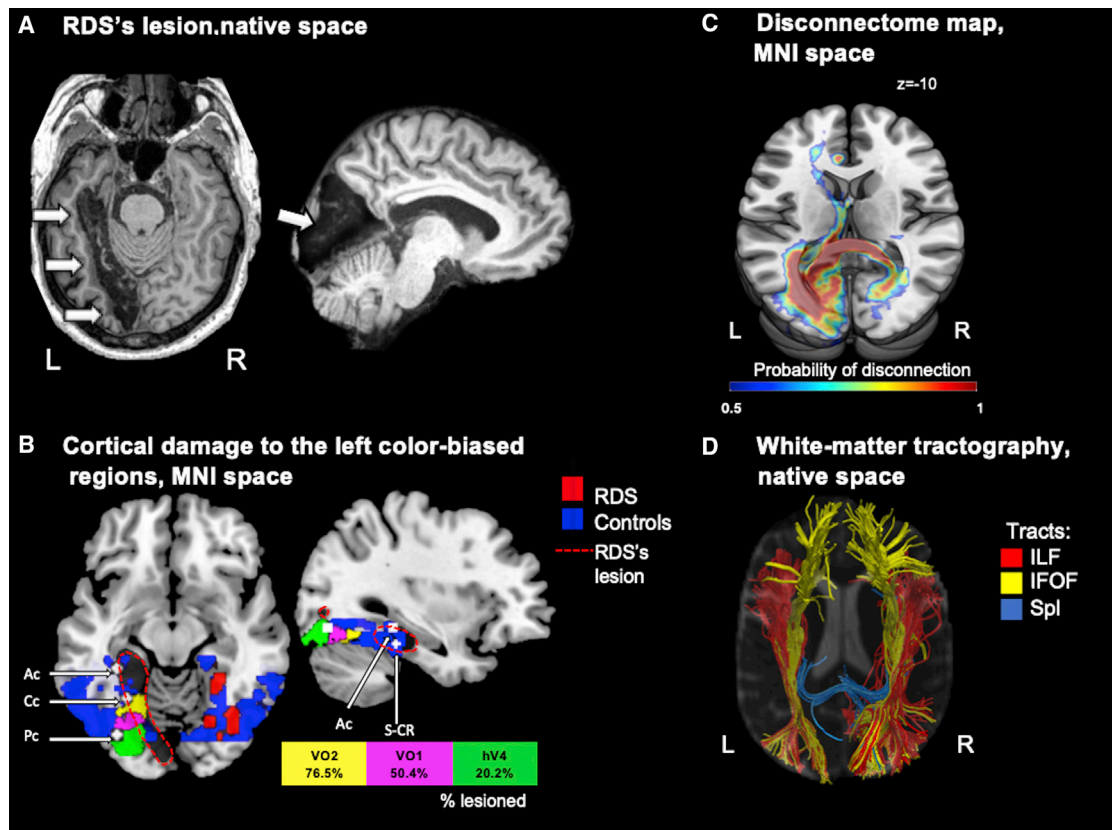 A RDS's lesion.native space
L R
C Disconnectome map,
MNI space
z=-10
L R
Probability of disconnection
0.5 1
B Cortical damage to the left color-biased
regions, MNI space
RDS
Controls
RDS's
lesion
Ac
Cc
Pc
Ac
S-CR
VO2 VO1 hV4
76.5% 50.4% 20.2%
% lesioned
D White-matter tractography,
native space
Tracts:
ILF
IFOF
Spl
L R